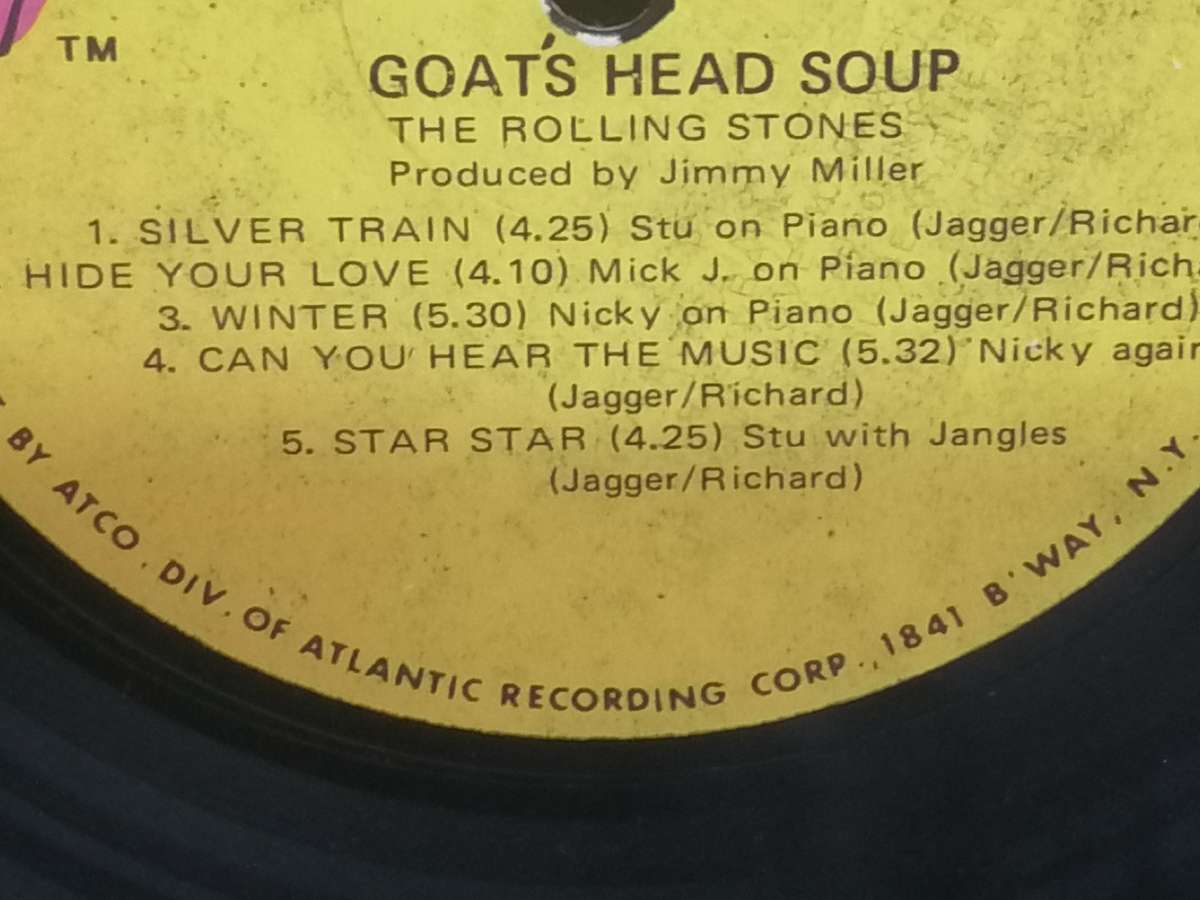 TM
GOAT'S HEAD SOUP
THE ROLLING STONES
Produced by Jimmy Miller
1. SILVER TRAIN (4.25) Stu on Piano (Jagger/Richar
HIDE YOUR LOVE (4.10) Mick J. on Piano (Jagger/Rich
3. WINTER (5.30) Nicky on Piano (Jagger/Richard)
4. CAN YOU HEAR THE MUSIC (5.32) Nicky again
(Jagger/Richard)
5. STAR STAR (4.25) Stu with Jangles
(Jagger/Richard)
BY ATCO. DIV. OF ATLANTIC RECORDING CORP., 1841 B'WAY, N.Y.